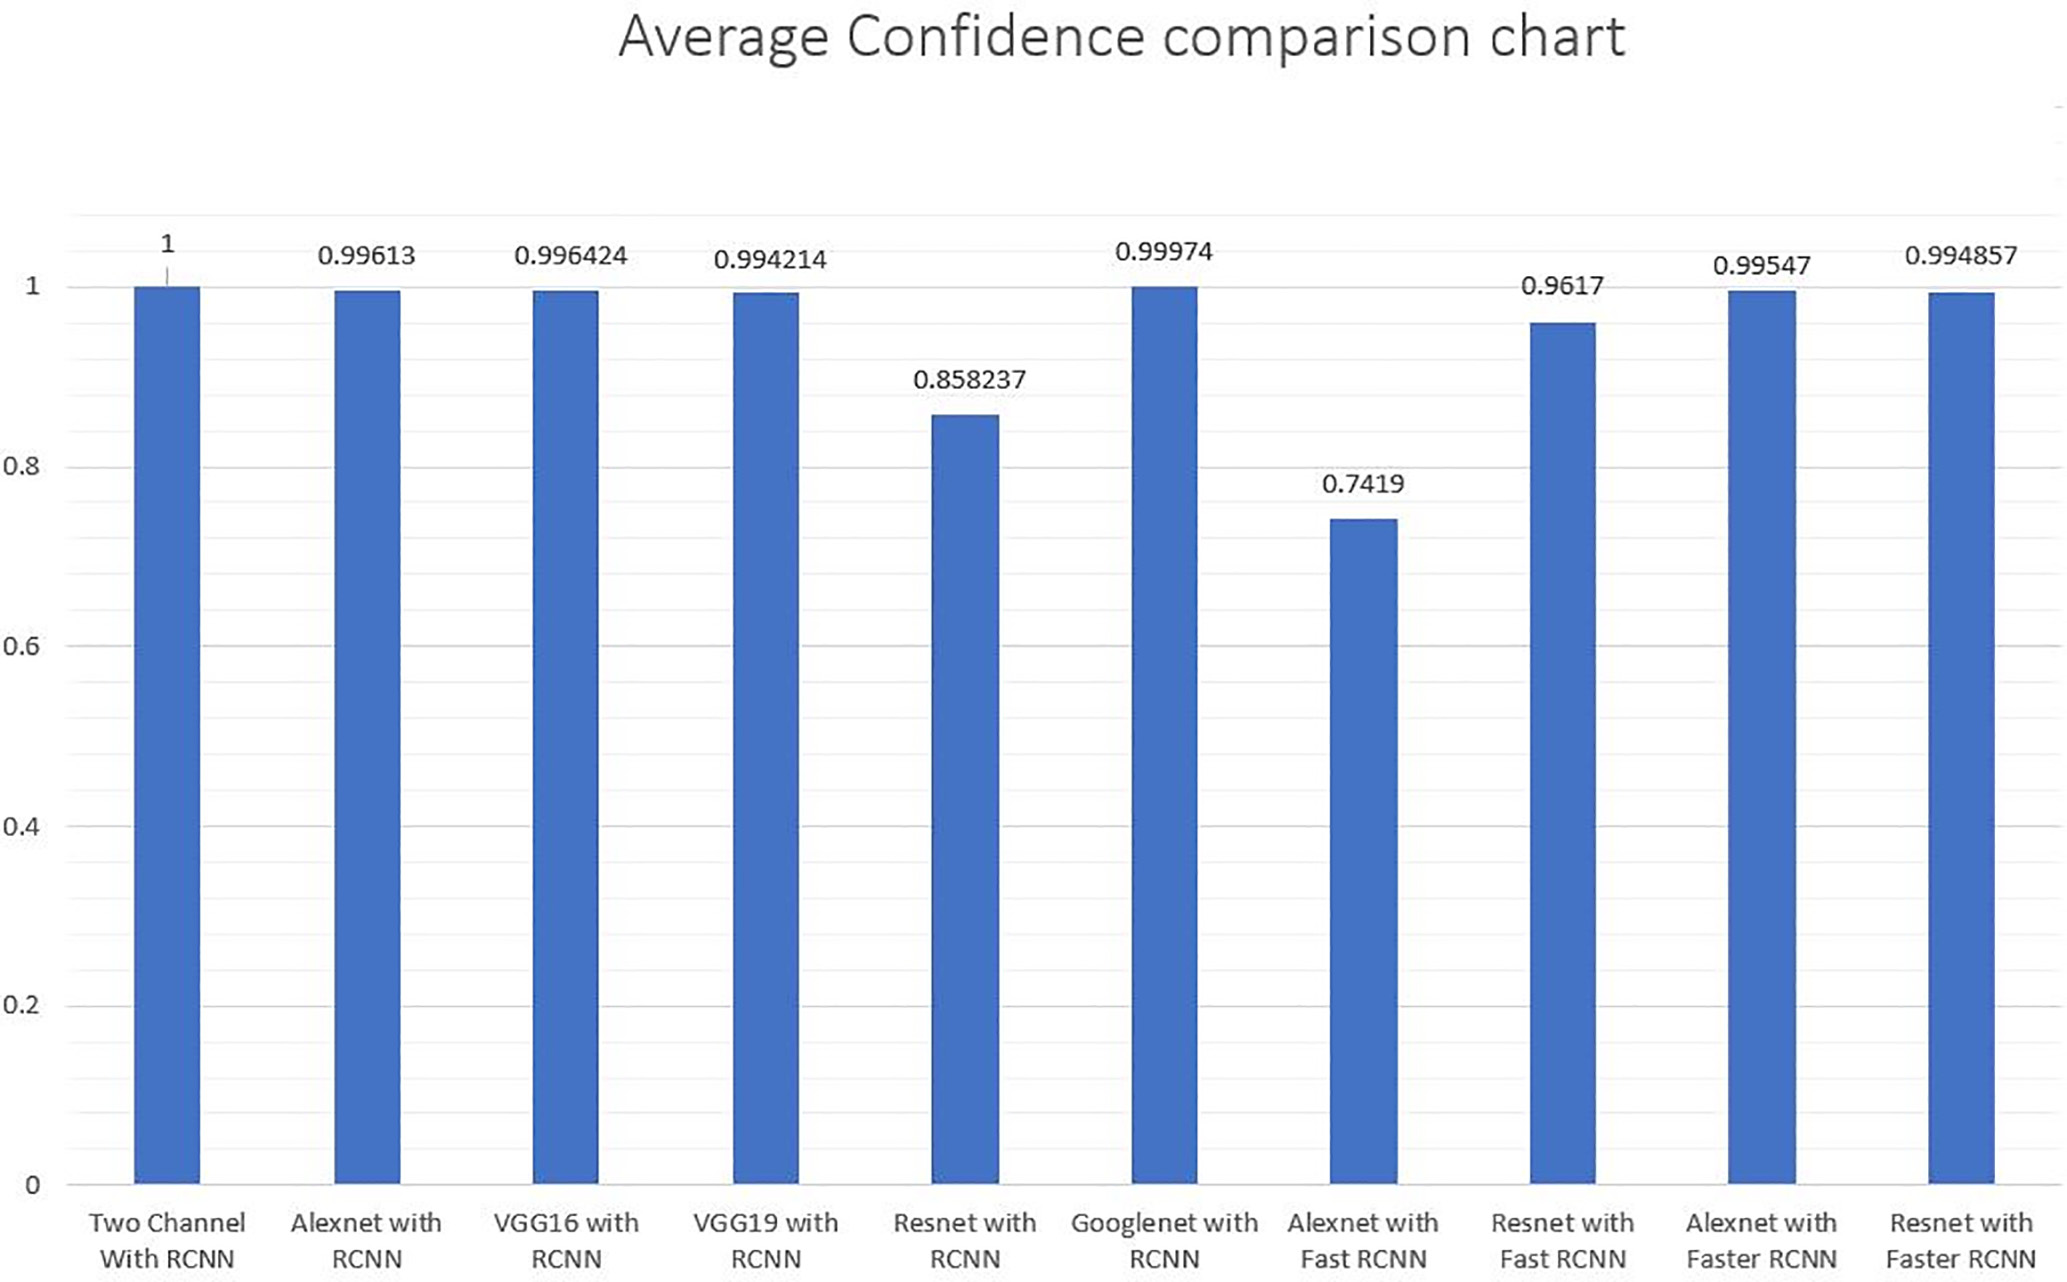 Average Confidence comparison chart
1
0.99613
0.996424
0.994214
0.858237
0.99974
0.7419
0.9617
0.99547
0.994857
1
0.8
0.6
0.4
0.2
0
Two Channel
With RCNN
Alexnet with
RCNN
VGG16 with
RCNN
VGG19 with
RCNN
Resnet with
RCNN
Googlenet with
RCNN
Alexnet with
Fast RCNN
Resnet with
Fast RCNN
Alexnet with
Faster RCNN
Resnet with
Faster RCNN